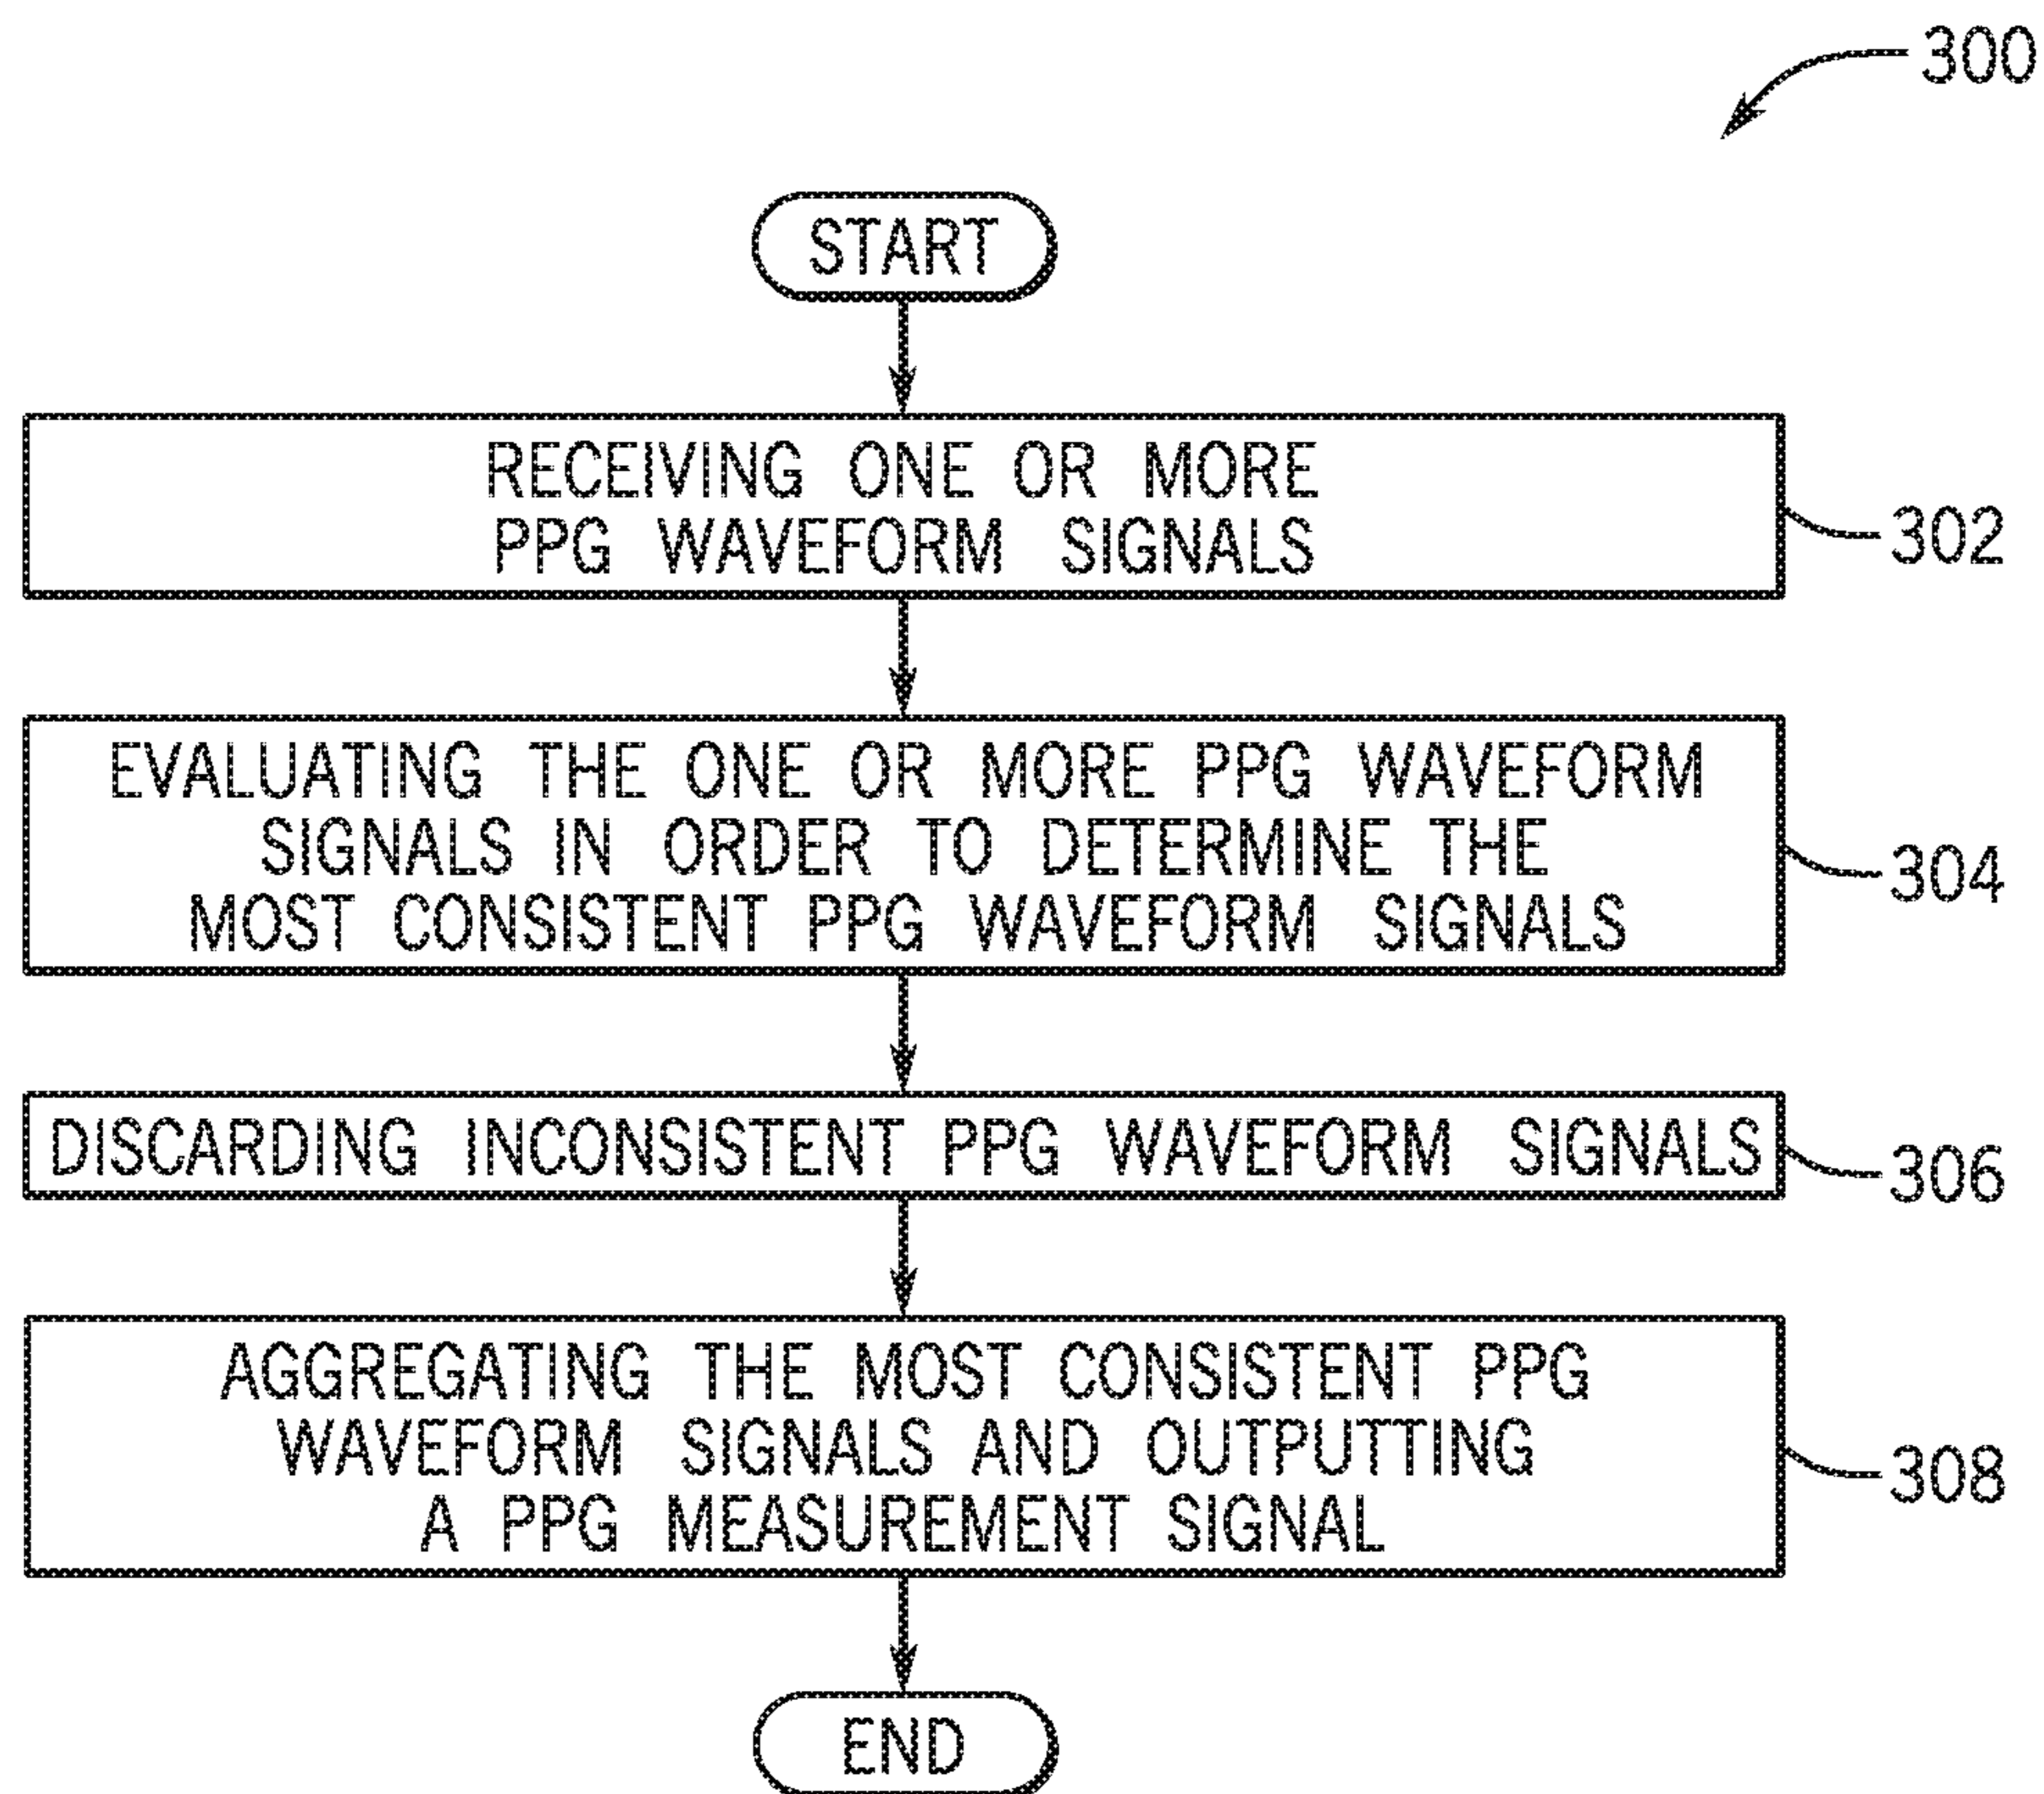 300
START
RECEIVING ONE OR MORE
PPG WAVEFORM SIGNALS
302
EVALUATING THE ONE OR MORE PPG WAVEFORM
SIGNALS IN ORDER TO DETERMINE THE
MOST CONSISTENT PPG WAVEFORM SIGNALS
304
DISCARDING INCONSISTENT PPG WAVEFORM SIGNALS
306
AGGREGATING THE MOST CONSISTENT PPG
WAVEFORM SIGNALS AND OUTPUTTING
A PPG MEASUREMENT SIGNAL
308
END